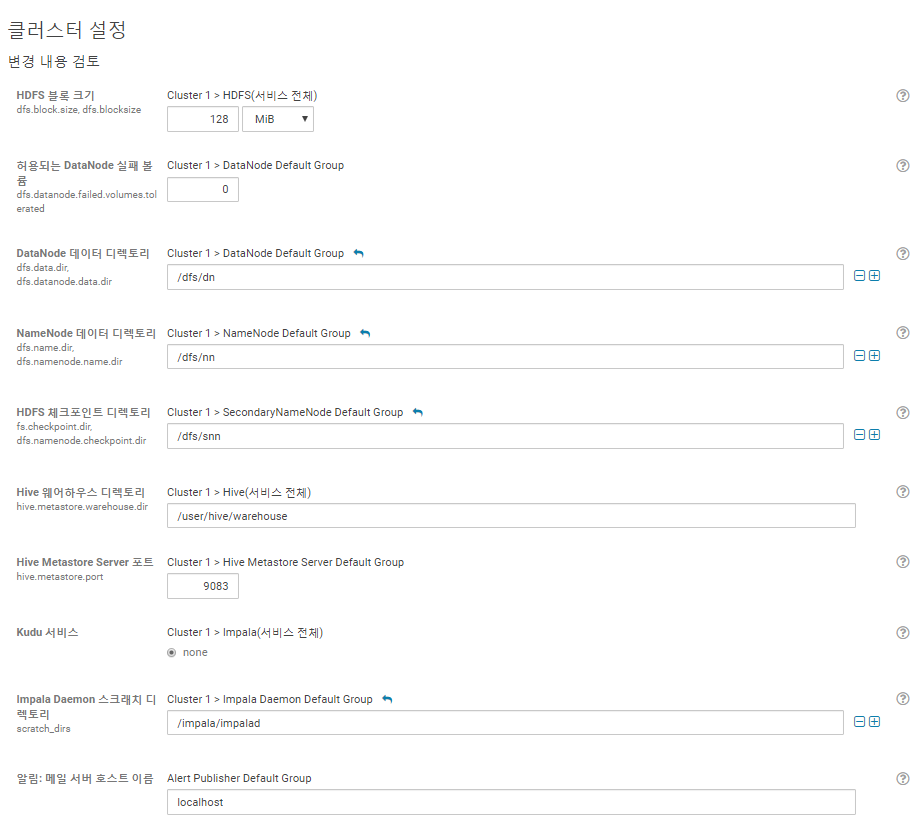 클러스터 설정
변경 내용 검토
HDFS 블록 크기
dfs.block.size, dfs.blocksize
Cluster 1 > HDFS(서비스 전체)
128 MiB
허용되는 DataNode 실패 볼
륨
dfs.datanode.failed.volumes.tol
erated
Cluster 1 > DataNode Default Group
0
DataNode 데이터 디렉토리
dfs.data.dir,
dfs.datanode.data.dir
Cluster 1 > DataNode Default Group
/dfs/dn
NameNode 데이터 디렉토리
dfs.name.dir,
dfs.namenode.name.dir
Cluster 1 > NameNode Default Group
/dfs/nn
HDFS 체크포인트 디렉토리
fs.checkpoint.dir,
dfs.namenode.checkpoint.dir
Cluster 1 > SecondaryNameNode Default Group
/dfs/snn
Hive 웨어하우스 디렉토리
hive.metastore.warehouse.dir
Cluster 1 > Hive(서비스 전체)
/user/hive/warehouse
Hive Metastore Server 포트
hive.metastore.port
Cluster 1 > Hive Metastore Server Default Group
9083
Kudu 서비스
Cluster 1 > Impala(서비스 전체)
none
Impala Daemon 스크래치 디
렉토리
scratch_dirs
Cluster 1 > Impala Daemon Default Group
/impala/impalad
알림: 메일 서버 호스트 이름
Alert Publisher Default Group
localhost